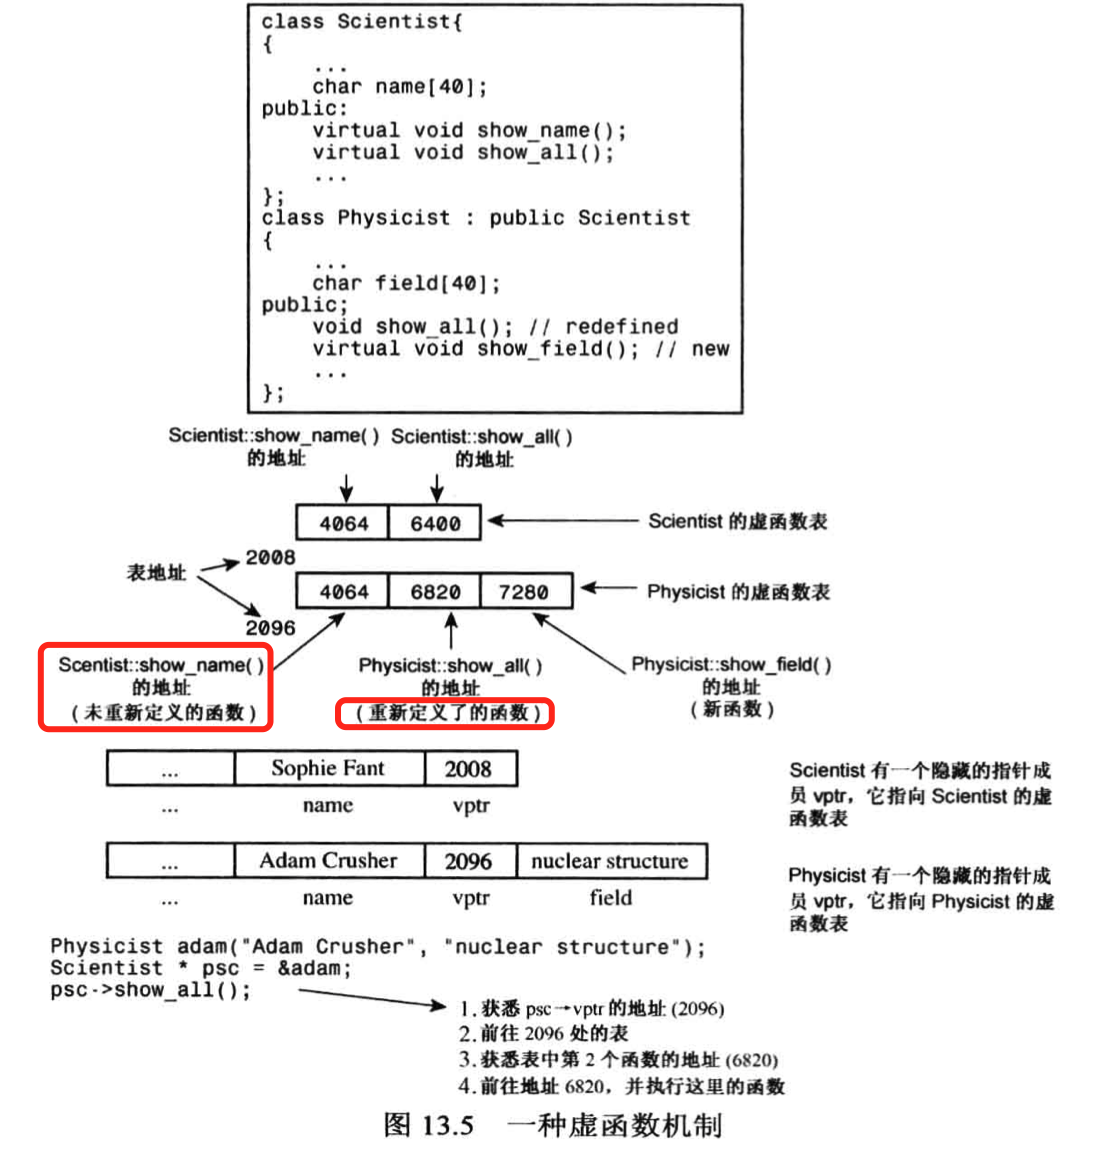 class Scientist{
{
...
char name[40];
public:
virtual void show_name();
virtual void show_all();
...
};
class Physicist : public Scientist
{
...
char field[40];
public;
void show_all(); // redefined
virtual void show_field(); // new
...
};
Scientist::show_name( ) Scientist::show_all( )
的地址 的地址
4064 6400 Scientist 的虚函数表
2008
表地址
4064 6820 7280 Physicist 的虚函数表
2096
Scentist::show_name( ) Physicist::show_all( ) Physicist::show_field( )
的地址 的地址 的地址
(未重新定义的函数) (重新定义了的函数) (新函数)
... Sophie Fant 2008
... name vptr
Scientist 有一个隐藏的指针成
员 vptr，它指向 Scientist 的虚
函数表
... Adam Crusher 2096 nuclear structure
... name vptr field
Physicist 有一个隐藏的指针成
员 vptr，它指向 Physicist 的虚
函数表
Physicist adam("Adam Crusher", "nuclear structure");
Scientist * psc = &adam;
psc->show_all();
1.获悉 psc→vptr 的地址 (2096)
2.前往 2096 处的表
3.获悉表中第 2 个函数的地址 (6820)
4.前往地址 6820，并执行这里的函数
图 13.5 一种虚函数机制